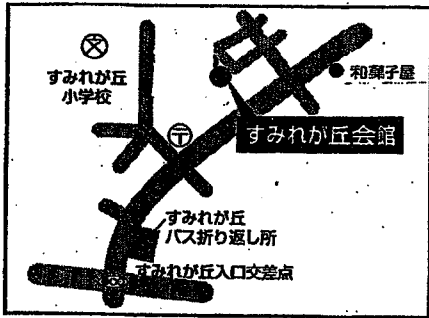 すみれが丘
小学校
和菓子屋
すみれが丘会館
〒
すみれが丘
バス折り返し所
すみれが丘入口交差点